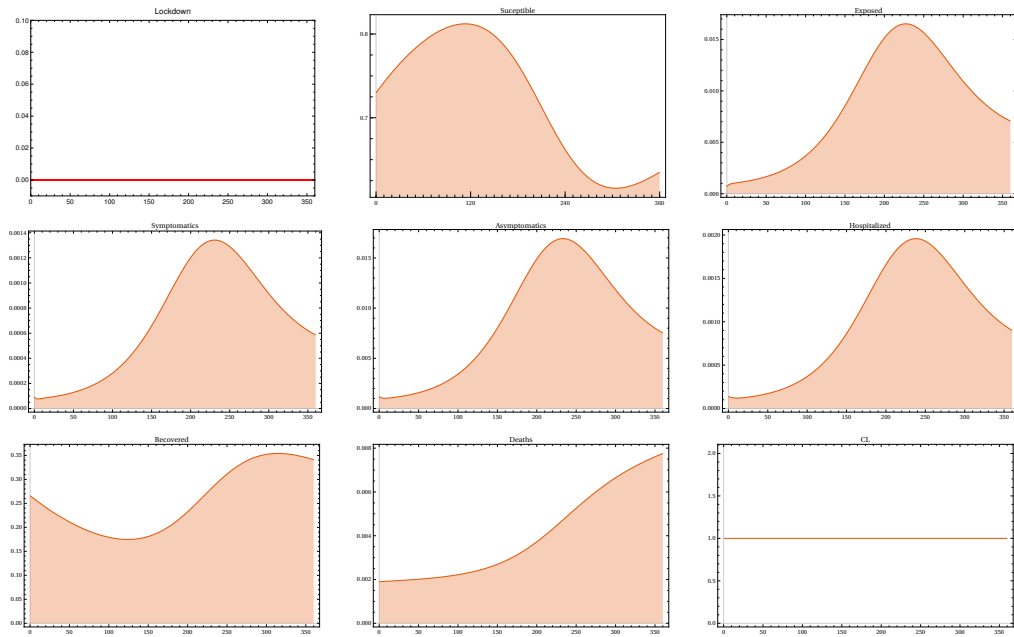 Lockdown
0.10
0.08
0.06
0.04
0.02
0.00
0 50 100 150 200 250 300 350
Suceptible
0.8
0.7
0 120 240 360
Exposed
0.015
0.010
0.005
0.000
0 50 100 150 200 250 300 350
Symptomatics
0.0014
0.0012
0.0010
0.0008
0.0006
0.0004
0.0002
0.0000
0 50 100 150 200 250 300 350
Asymptomatics
0.015
0.010
0.005
0.000
0 50 100 150 200 250 300 350
Hospitalized
0.0020
0.0015
0.0010
0.0005
0.0000
0 50 100 150 200 250 300 350
Recovered
0.35
0.30
0.25
0.20
0.15
0.10
0.05
0.00
0 50 100 150 200 250 300 350
Deaths
0.008
0.006
0.004
0.002
0.000
0 50 100 150 200 250 300 350
CL
2.0
1.5
1.0
0.5
0.0
0 50 100 150 200 250 300 350